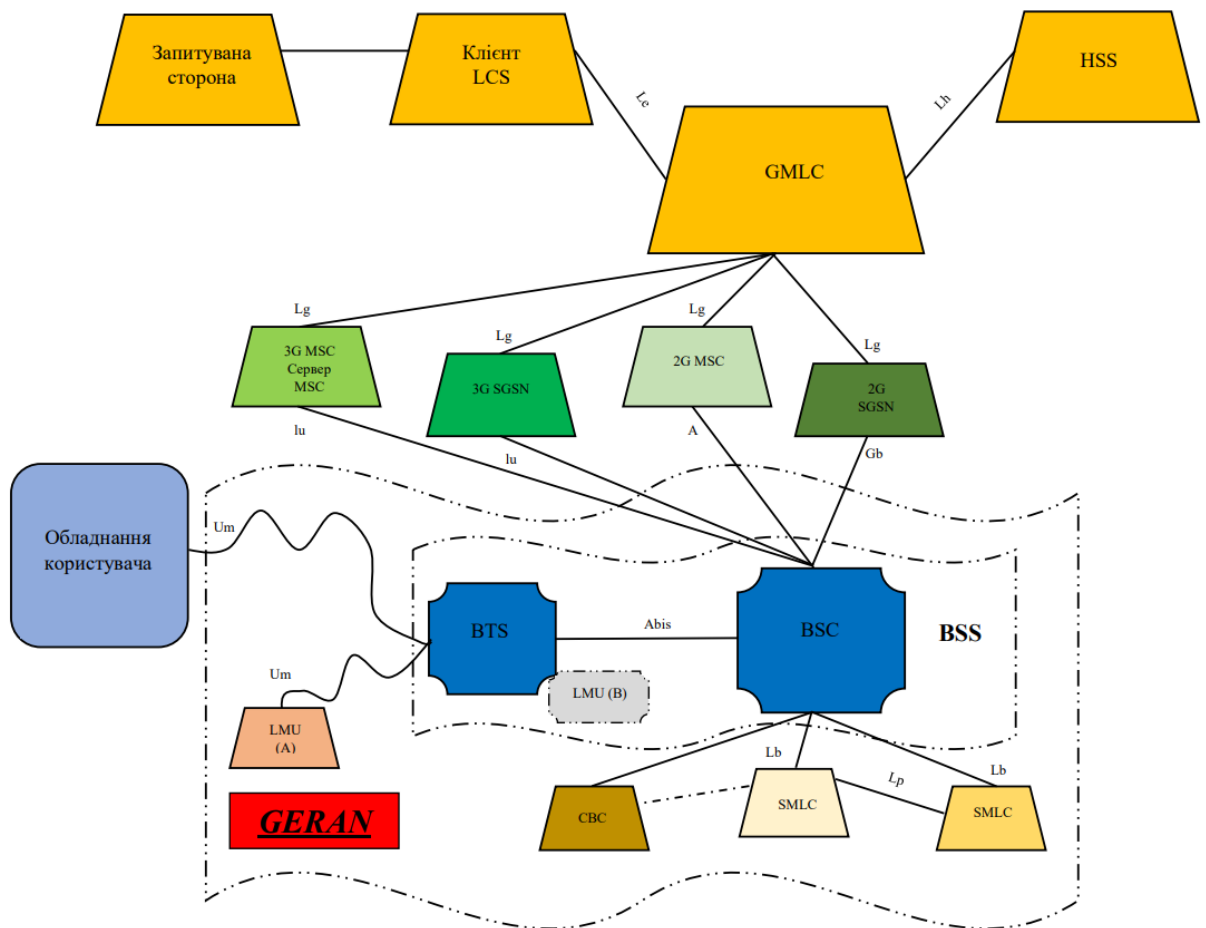 Запитувана
сторона
Клієнт
LCS
HSS
Le
Lh
GMLC
Lg
Lg
Lg
Lg
3G MSC
Сервер
MSC
3G SGSN
2G MSC
2G
SGSN
lu
lu
A
Gb
Обладнання
користувача
Um
BTS
Abis
BSC
BSS
LMU (B)
Um
LMU
(A)
Lb
Lp
Lb
GERAN
CBC
SMLC
SMLC